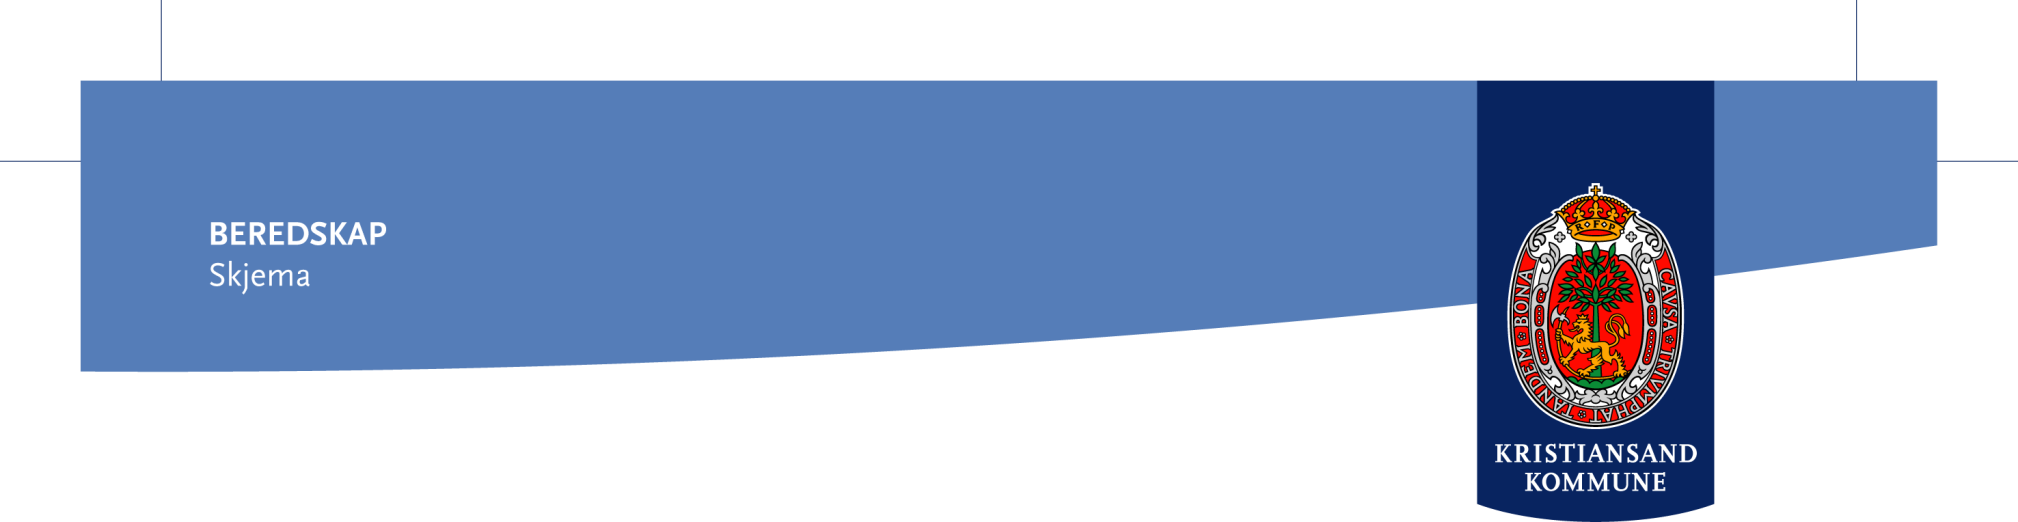 BEREDSKAP
Skjema
R·F·P
BONA CAVSA TRIVMPHAT TANDEM
KRISTIANSAND
KOMMUNE